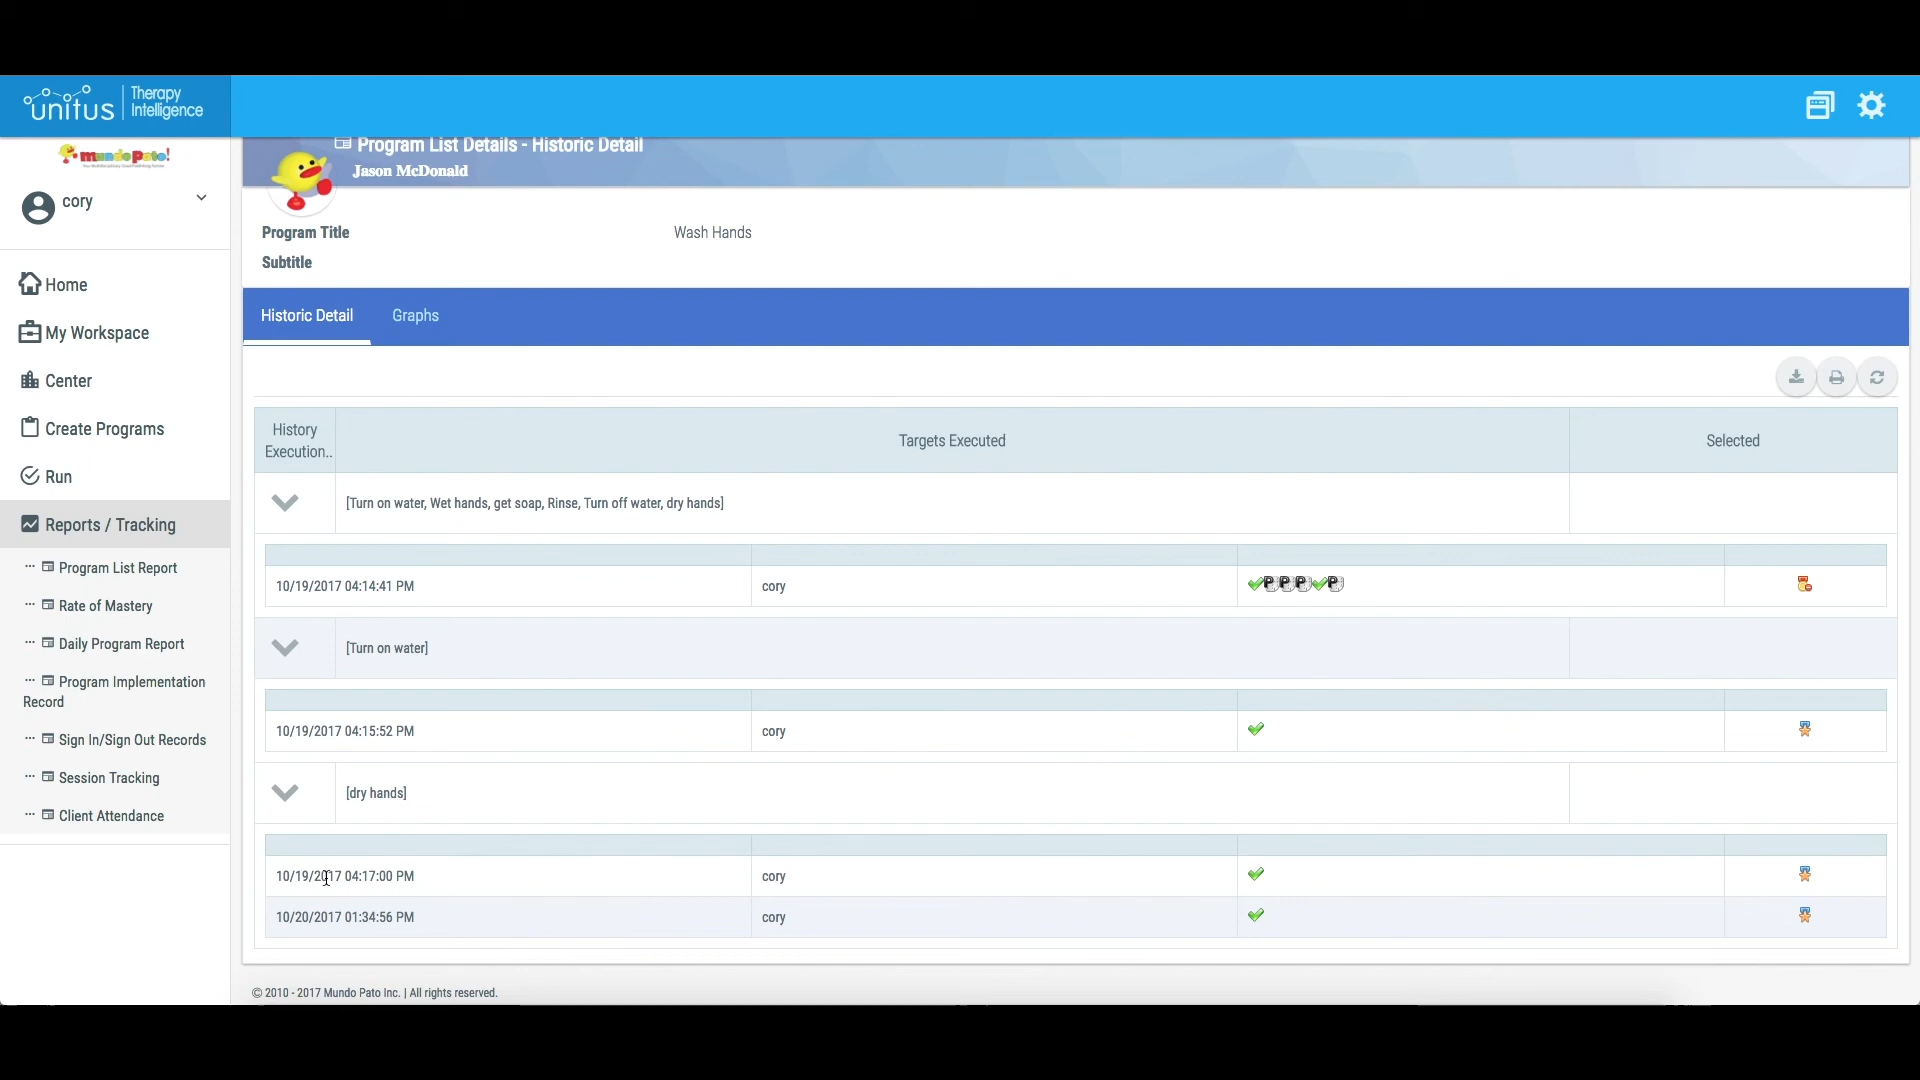 unitus
Therapy
Intelligence
mundo Pato!
cory
Home
My Workspace
Center
Create Programs
Run
Reports / Tracking
Program List Report
Rate of Mastery
Daily Program Report
Program Implementation
Record
Sign In/Sign Out Records
Session Tracking
Client Attendance
Program List Details - Historic Detail
Jason McDonald
Program Title Wash Hands
Subtitle
Historic Detail Graphs
History
Execution.. Targets Executed Selected
[Turn on water, Wet hands, get soap, Rinse, Turn off water, dry hands]
10/19/2017 04:14:41 PM cory P P P P
[Turn on water]
10/19/2017 04:15:52 PM cory
[dry hands]
10/19/2017 04:17:00 PM cory
10/20/2017 01:34:56 PM cory
© 2010 - 2017 Mundo Pato Inc. | All rights reserved.